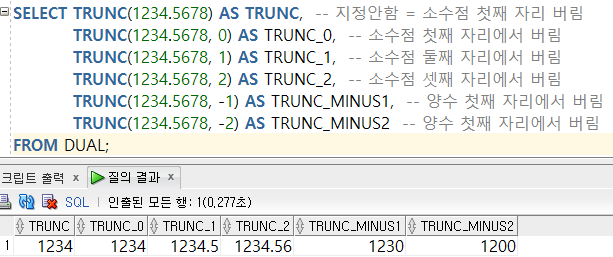 SELECT TRUNC(1234.5678) AS TRUNC, -- 지정안함 = 소수점 첫째 자리 버림
TRUNC(1234.5678, 0) AS TRUNC_0, -- 소수점 첫째 자리에서 버림
TRUNC(1234.5678, 1) AS TRUNC_1, -- 소수점 둘째 자리에서 버림
TRUNC(1234.5678, 2) AS TRUNC_2, -- 소수점 셋째 자리에서 버림
TRUNC(1234.5678, -1) AS TRUNC_MINUS1, -- 양수 첫째 자리에서 버림
TRUNC(1234.5678, -2) AS TRUNC_MINUS2 -- 양수 첫째 자리에서 버림
FROM DUAL;
크립트 출력 × 질의 결과 ×
SQL | 인출된 모든 행: 1(0,277초)
TRUNC TRUNC_0 TRUNC_1 TRUNC_2 TRUNC_MINUS1 TRUNC_MINUS2
1 1234 1234 1234.5 1234.56 1230 1200